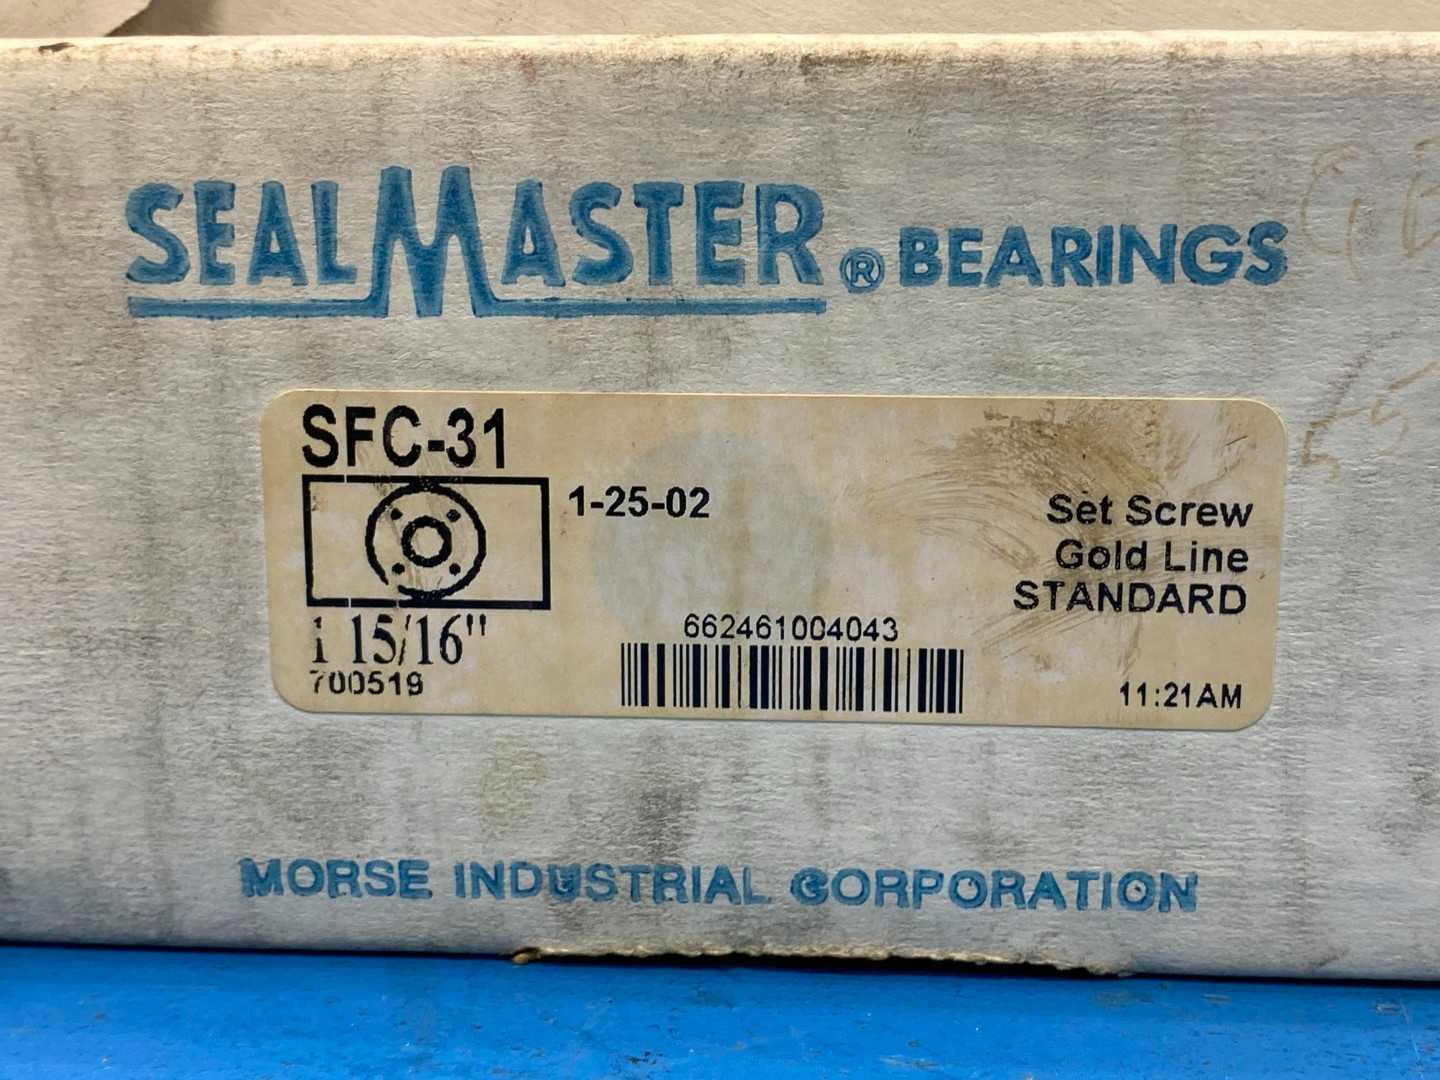 SEALMASTER® BEARINGS
SFC-31
1-25-02
Set Screw
Gold Line
STANDARD
1 15/16"
700519
662461004043
11:21AM
MORSE INDUSTRIAL CORPORATION